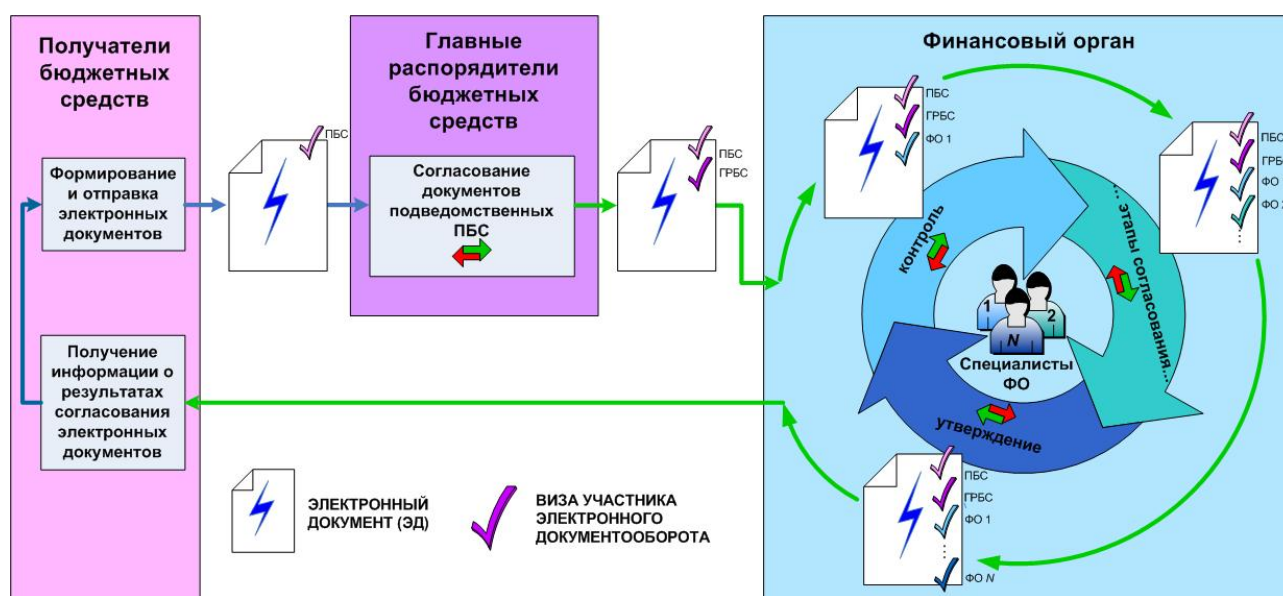 Получатели
бюджетных
средств
Формирование
и отправка
электронных
документов
Получение
информации о
результатах
согласования
электронных
документов
ПБС
Главные
распорядители
бюджетных
средств
Согласование
документов
подведомственных
ПБС
ПБС
ГРБС
Финансовый орган
ПБС
ГРБС
ФО 1
ПБС
ГРБС
ФО
ФО 2
контроль
... этапы согласования...
утверждение
1
2
N
Специалисты
ФО
ПБС
ГРБС
ФО 1
ФО N
ЭЛЕКТРОННЫЙ
ДОКУМЕНТ (ЭД)
ВИЗА УЧАСТНИКА
ЭЛЕКТРОННОГО
ДОКУМЕНТООБОРОТА